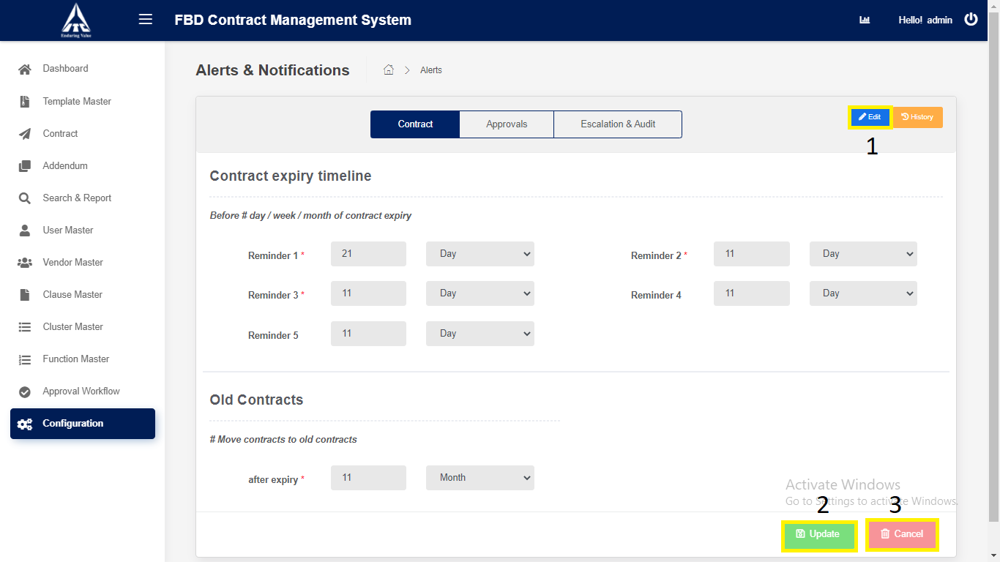 FBD Contract Management System
Hello! admin
ITC
Enduring Value
Dashboard
Template Master
Contract
Addendum
Search & Report
User Master
Vendor Master
Clause Master
Cluster Master
Function Master
Approval Workflow
Configuration
Alerts & Notifications
Alerts
Contract Approvals Escalation & Audit
Edit History
1
Contract expiry timeline
Before # day / week / month of contract expiry
Reminder 1 * 21 Day Reminder 2 * 11 Day
Reminder 3 * 11 Day Reminder 4 11 Day
Reminder 5 11 Day
Old Contracts
# Move contracts to old contracts
after expiry * 11 Month
Activate Windows
Go to Settings to activate Windows.
2 3
Update Cancel